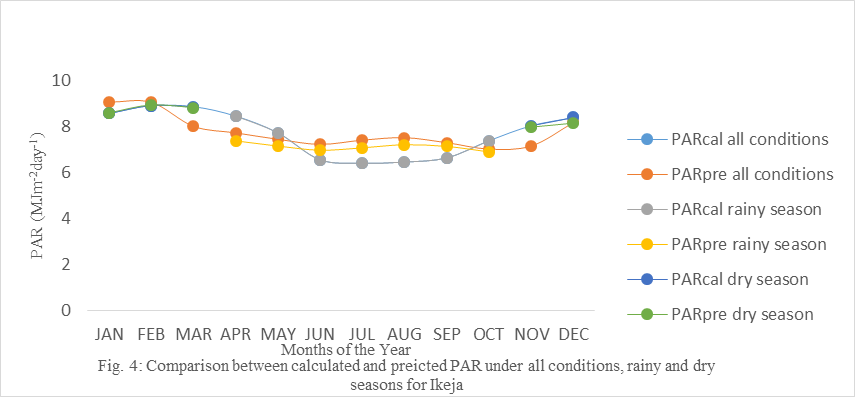 10
8
6
4
2
0
PAR (MJm-2day-1)
JAN FEB MAR APR MAY JUN JUL AUG SEP OCT NOV DEC
Months of the Year
PARcal all conditions
PARpre all conditions
PARcal rainy season
PARpre rainy season
PARcal dry season
PARpre dry season
Fig. 4: Comparison between calculated and preicted PAR under all conditions, rainy and dry
seasons for Ikeja